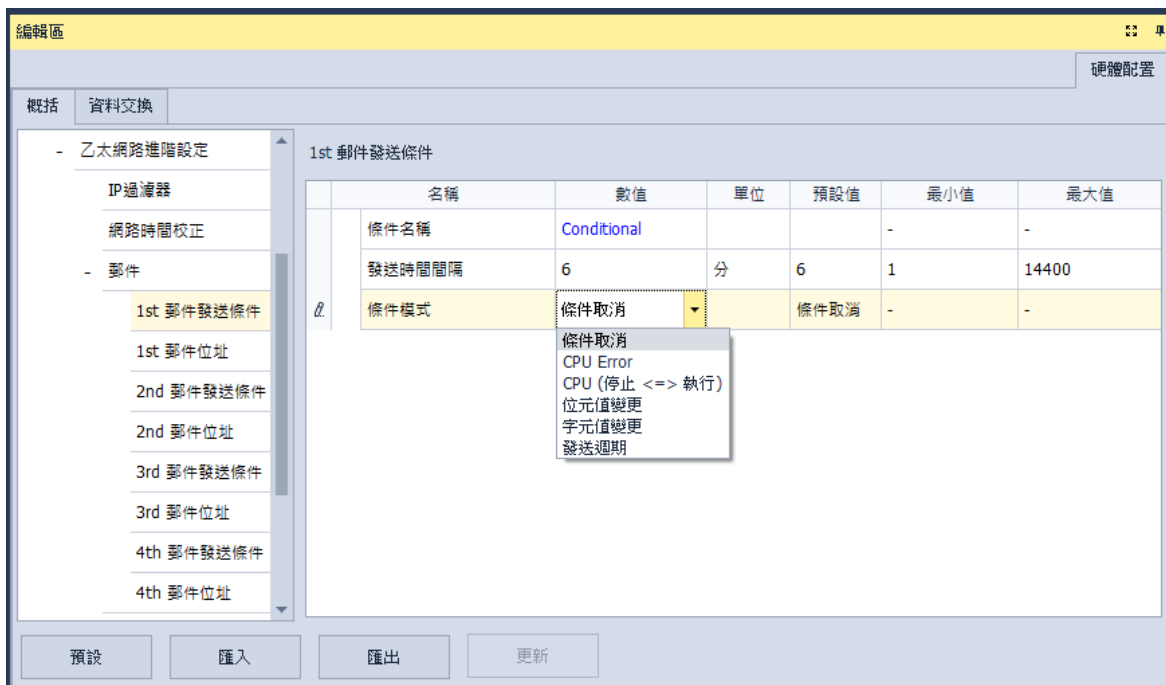 編輯區
硬體配置
概括 資料交換
- 乙太網路進階設定
IP過濾器
網路時間校正
- 郵件
1st 郵件發送條件
1st 郵件位址
2nd 郵件發送條件
2nd 郵件位址
3rd 郵件發送條件
3rd 郵件位址
4th 郵件發送條件
4th 郵件位址
1st 郵件發送條件
名稱 數值 單位 預設值 最小值 最大值
條件名稱 Conditional - -
發送時間間隔 6 分 6 1 14400
條件模式 條件取消 條件取消 - -
條件取消
CPU Error
CPU (停止 <=> 執行)
位元值變更
字元值變更
發送週期
預設 匯入 匯出 更新